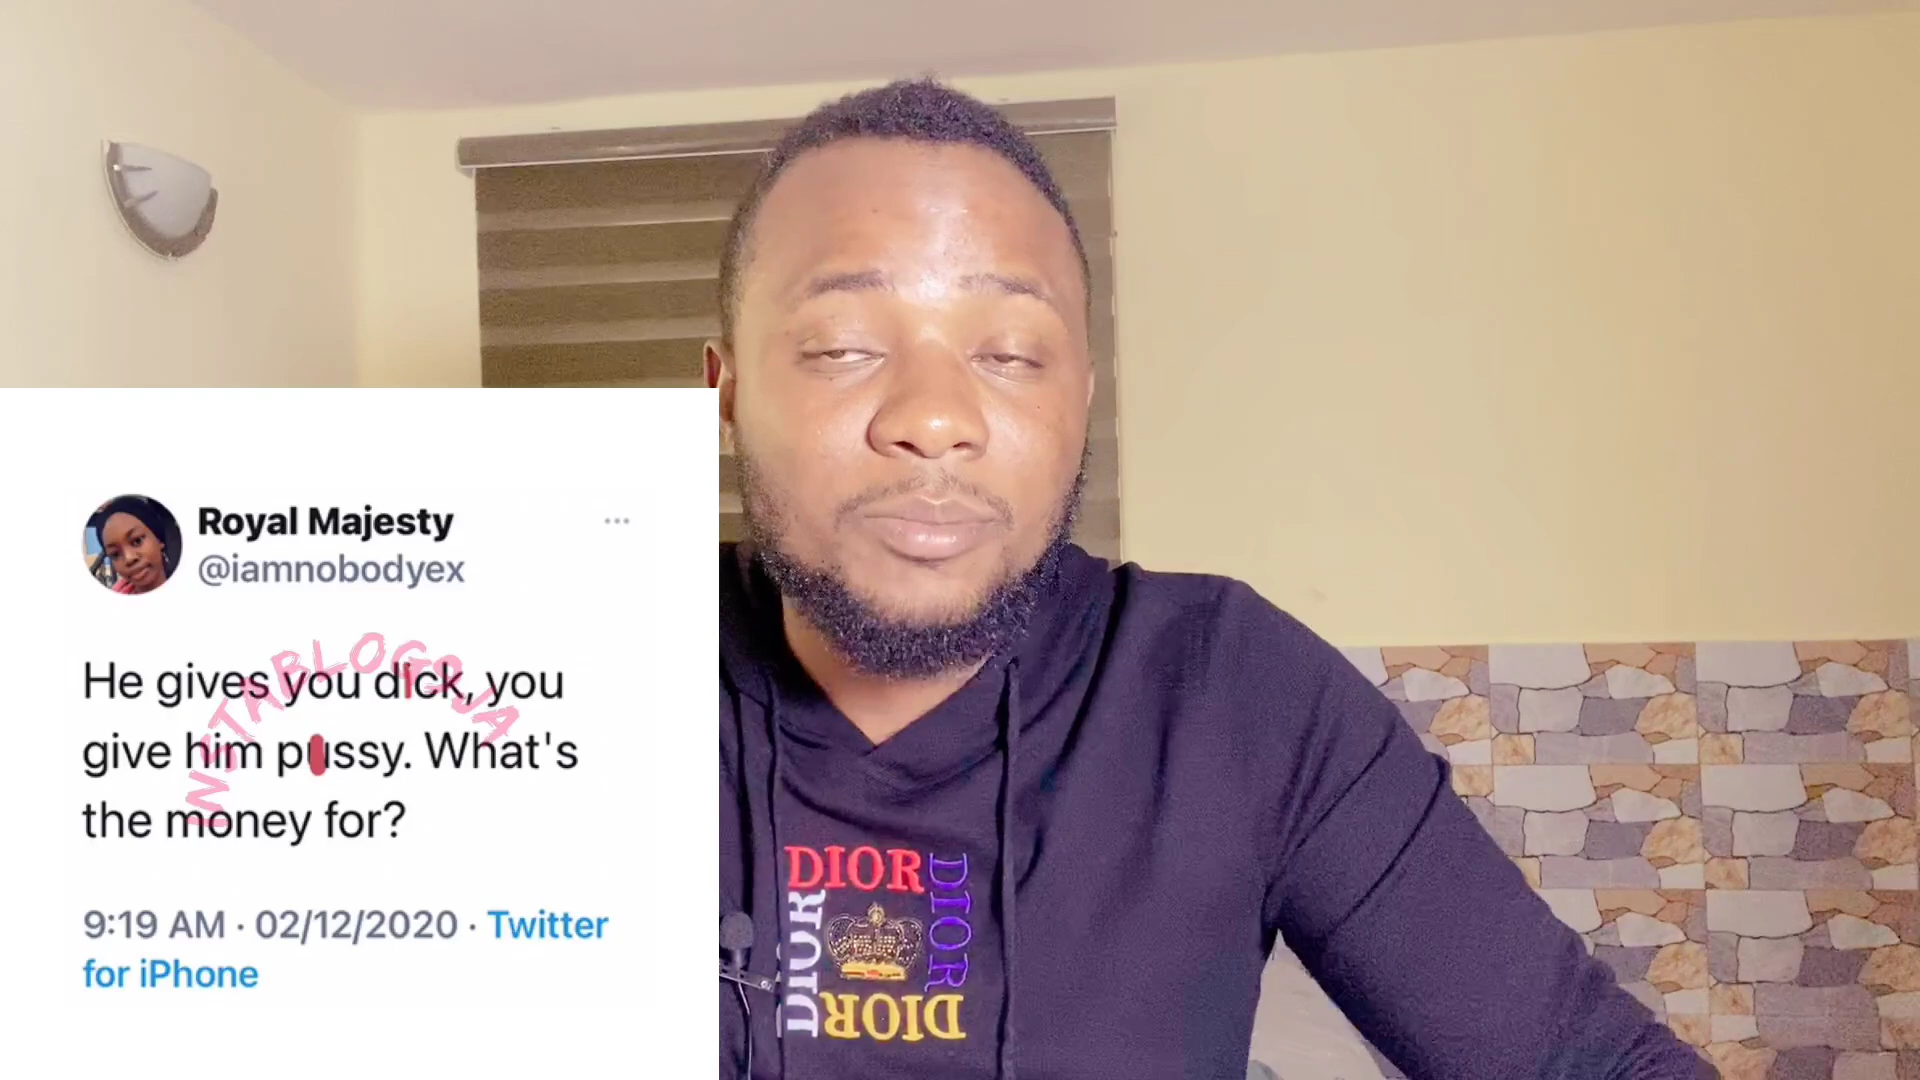 Royal Majesty
@iamnobodyex
INSTABLOG9JA
He gives you dick, you
give him pussy. What's
the money for?
9:19 AM · 02/12/2020 · Twitter
for iPhone
DIOR
DIOR
DIOR
DIOR